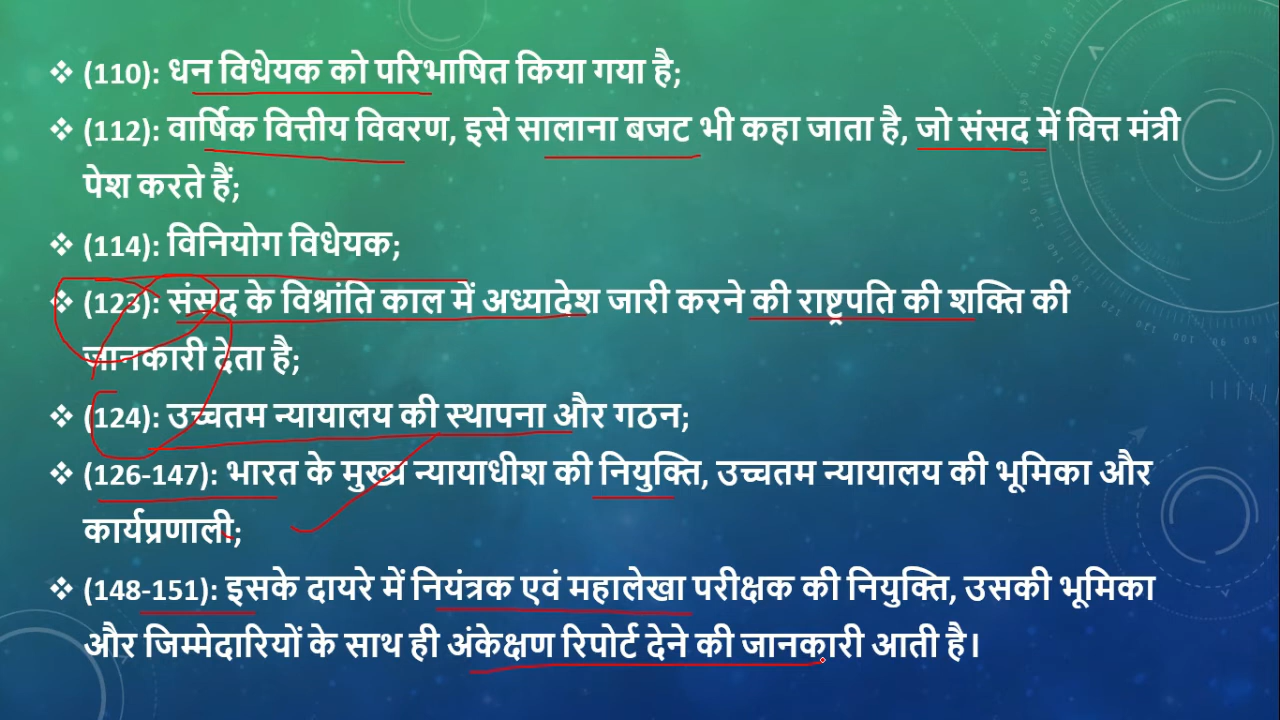 ❖ (110): धन विधेयक को परिभाषित किया गया है;
❖ (112): वार्षिक वित्तीय विवरण, इसे सालाना बजट भी कहा जाता है, जो संसद में वित्त मंत्री
पेश करते हैं;
❖ (114): विनियोग विधेयक;
❖ (123): संसद के विश्रांति काल में अध्यादेश जारी करने की राष्ट्रपति की शक्ति की
जानकारी देता है;
❖ (124): उच्चतम न्यायालय की स्थापना और गठन;
❖ (126-147): भारत के मुख्य न्यायाधीश की नियुक्ति, उच्चतम न्यायालय की भूमिका और
कार्यप्रणाली;
❖ (148-151): इसके दायरे में नियंत्रक एवं महालेखा परीक्षक की नियुक्ति, उसकी भूमिका
और जिम्मेदारियों के साथ ही अंकेक्षण रिपोर्ट देने की जानकारी आती है।